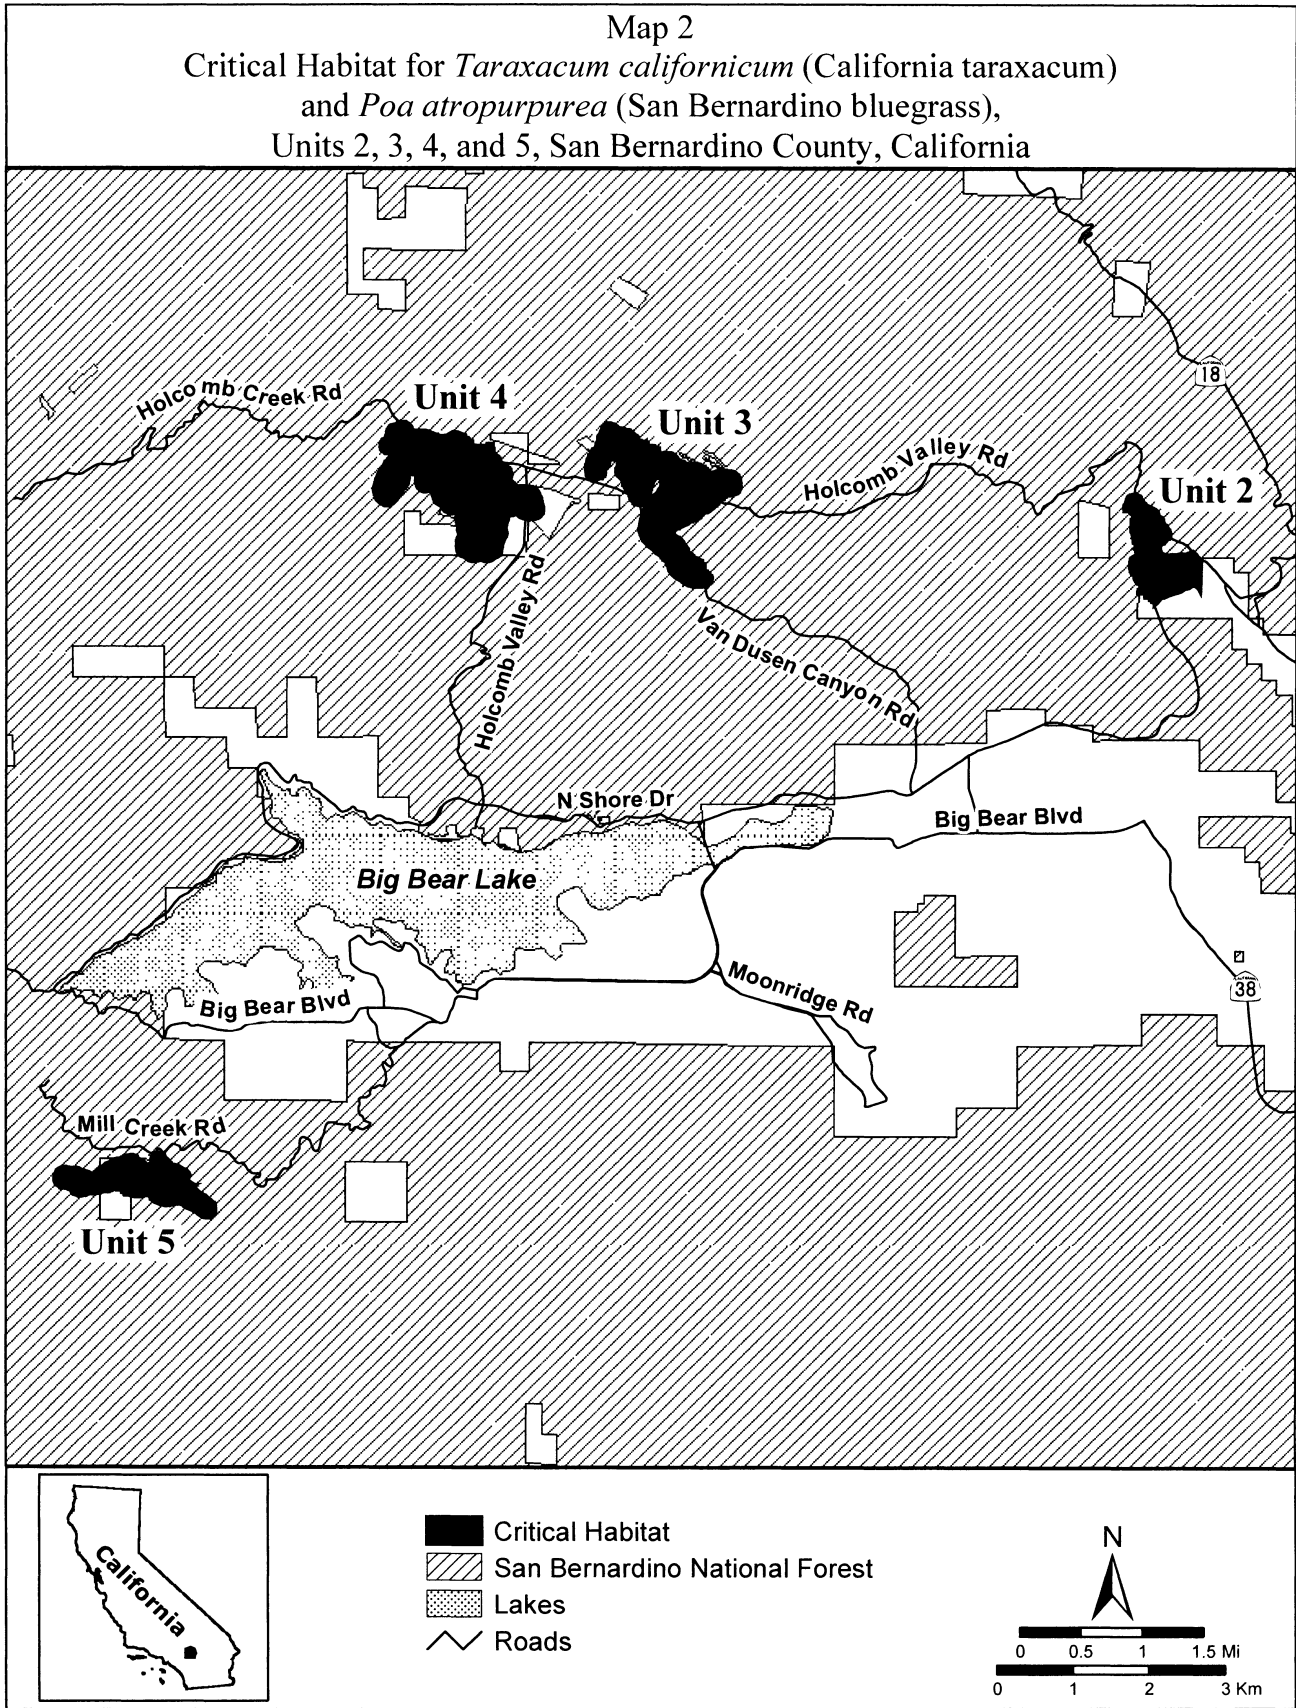 Map 2
Critical Habitat for Taraxacum californicum (California taraxacum)
and Poa atropurpurea (San Bernardino bluegrass),
Units 2, 3, 4, and 5, San Bernardino County, California
18
Holcomb Creek Rd
Unit 4
Unit 3
Holcomb Valley Rd
Unit 2
Holcomb Valley Rd
Van Dusen Canyon Rd
N Shore Dr
Big Bear Blvd
Big Bear Lake
Moonridge Rd
38
Big Bear Blvd
Mill Creek Rd
Unit 5
California
Critical Habitat
San Bernardino National Forest
Lakes
Roads
N
0 0.5 1 1.5 Mi
0 1 2 3 Km